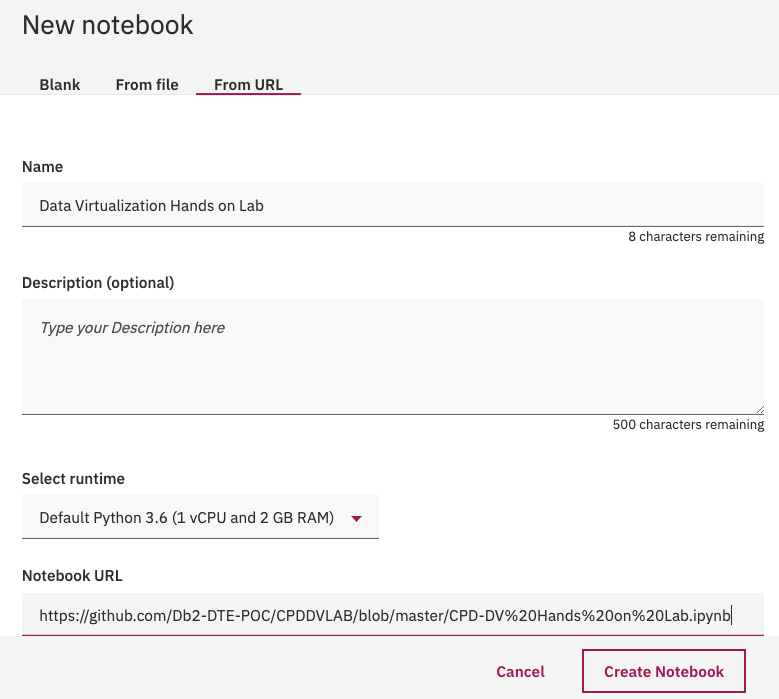 New notebook
Blank From file From URL
Name
Data Virtualization Hands on Lab
8 characters remaining
Description (optional)
Type your Description here
500 characters remaining
Select runtime
Default Python 3.6 (1 vCPU and 2 GB RAM)
Notebook URL
https://github.com/Db2-DTE-POC/CPDDVLAB/blob/master/CPD-DV%20Hands%20on%20Lab.ipynb
Cancel Create Notebook